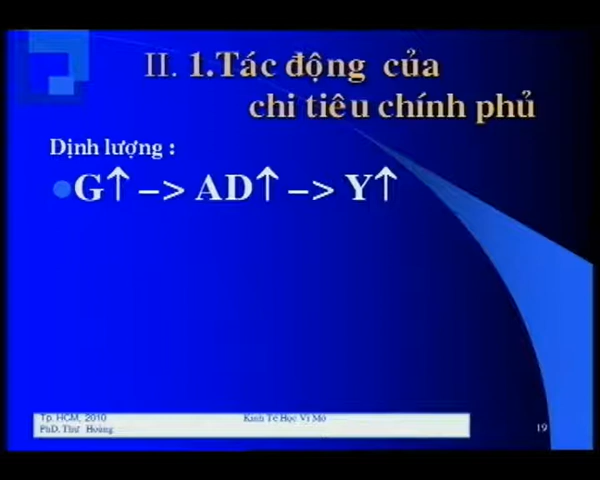 II. 1.Tác động của
chi tiêu chính phủ
Định lượng :
G↑ –> AD↑ –> Y↑
Tp. HCM, 2010
Kinh Tế Học Vĩ Mô
PhD, Thư Hoàng
19